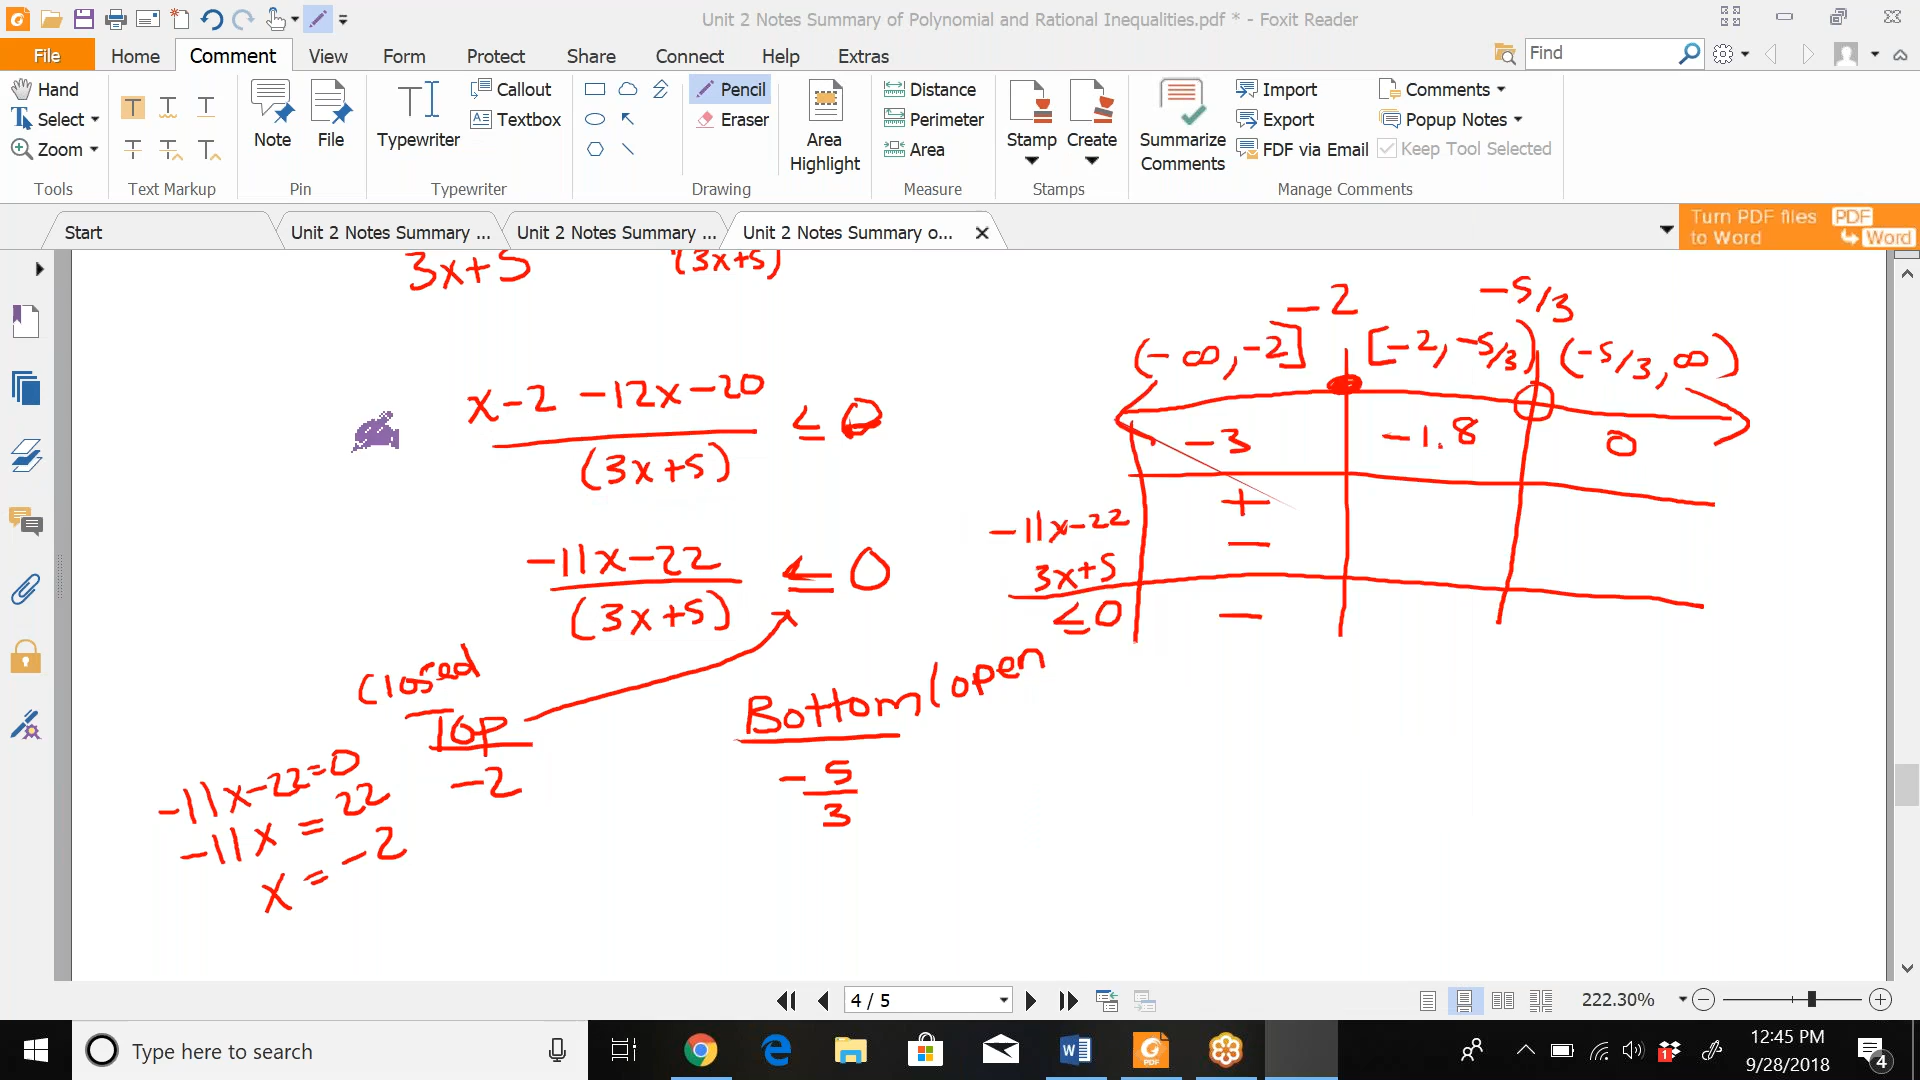 Unit 2 Notes Summary of Polynomial and Rational Inequalities.pdf * - Foxit Reader
File Home Comment View Form Protect Share Connect Help Extras
Find
Hand
Select
Zoom
Tools
Text Markup
Note
File
Pin
Typewriter
Callout
Textbox
Typewriter
Pencil
Eraser
Drawing
Area Highlight
Distance
Perimeter
Area
Measure
Stamp
Create
Stamps
Summarize Comments
Import
Export
FDF via Email
Comments
Popup Notes
Keep Tool Selected
Manage Comments
Start
Unit 2 Notes Summary ...
Unit 2 Notes Summary ...
Unit 2 Notes Summary o...
Turn PDF files to Word
PDF
Word
3x+5 (3x+5)
x-2 -12x-20 ≤ 0
(3x+5)
-11x-22 ≤ 0
(3x+5)
Closed
Top
-2
Bottom (open
-5
3
-11x-22=0
-11x = 22
x = -2
-2 -5/3
(-∞,-2] [-2,-5/3) (-5/3,∞)
-3 -1.8 0
-11x-22 +
3x+5 -
≤0 -
4 / 5
222.30%
Type here to search
12:45 PM
9/28/2018
1
4
PDF